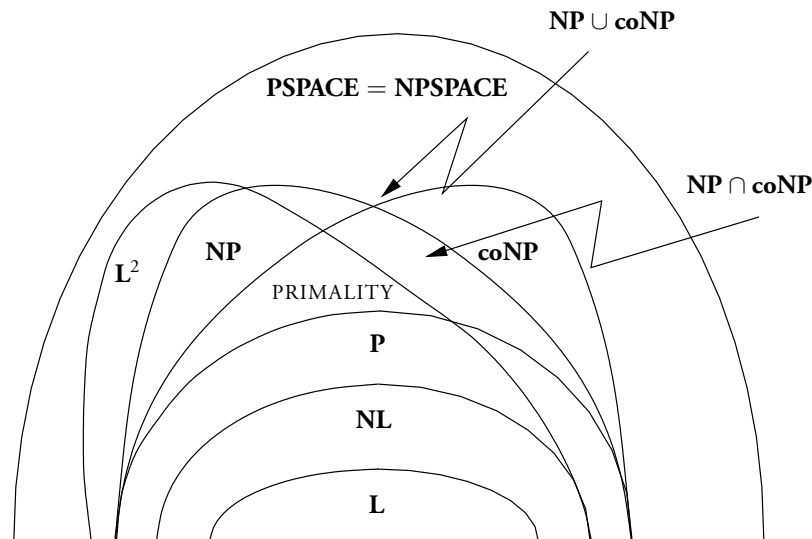 NP ∪ coNP
PSPACE = NPSPACE
NP ∩ coNP
NP
coNP
L²
PRIMALITY
P
NL
L